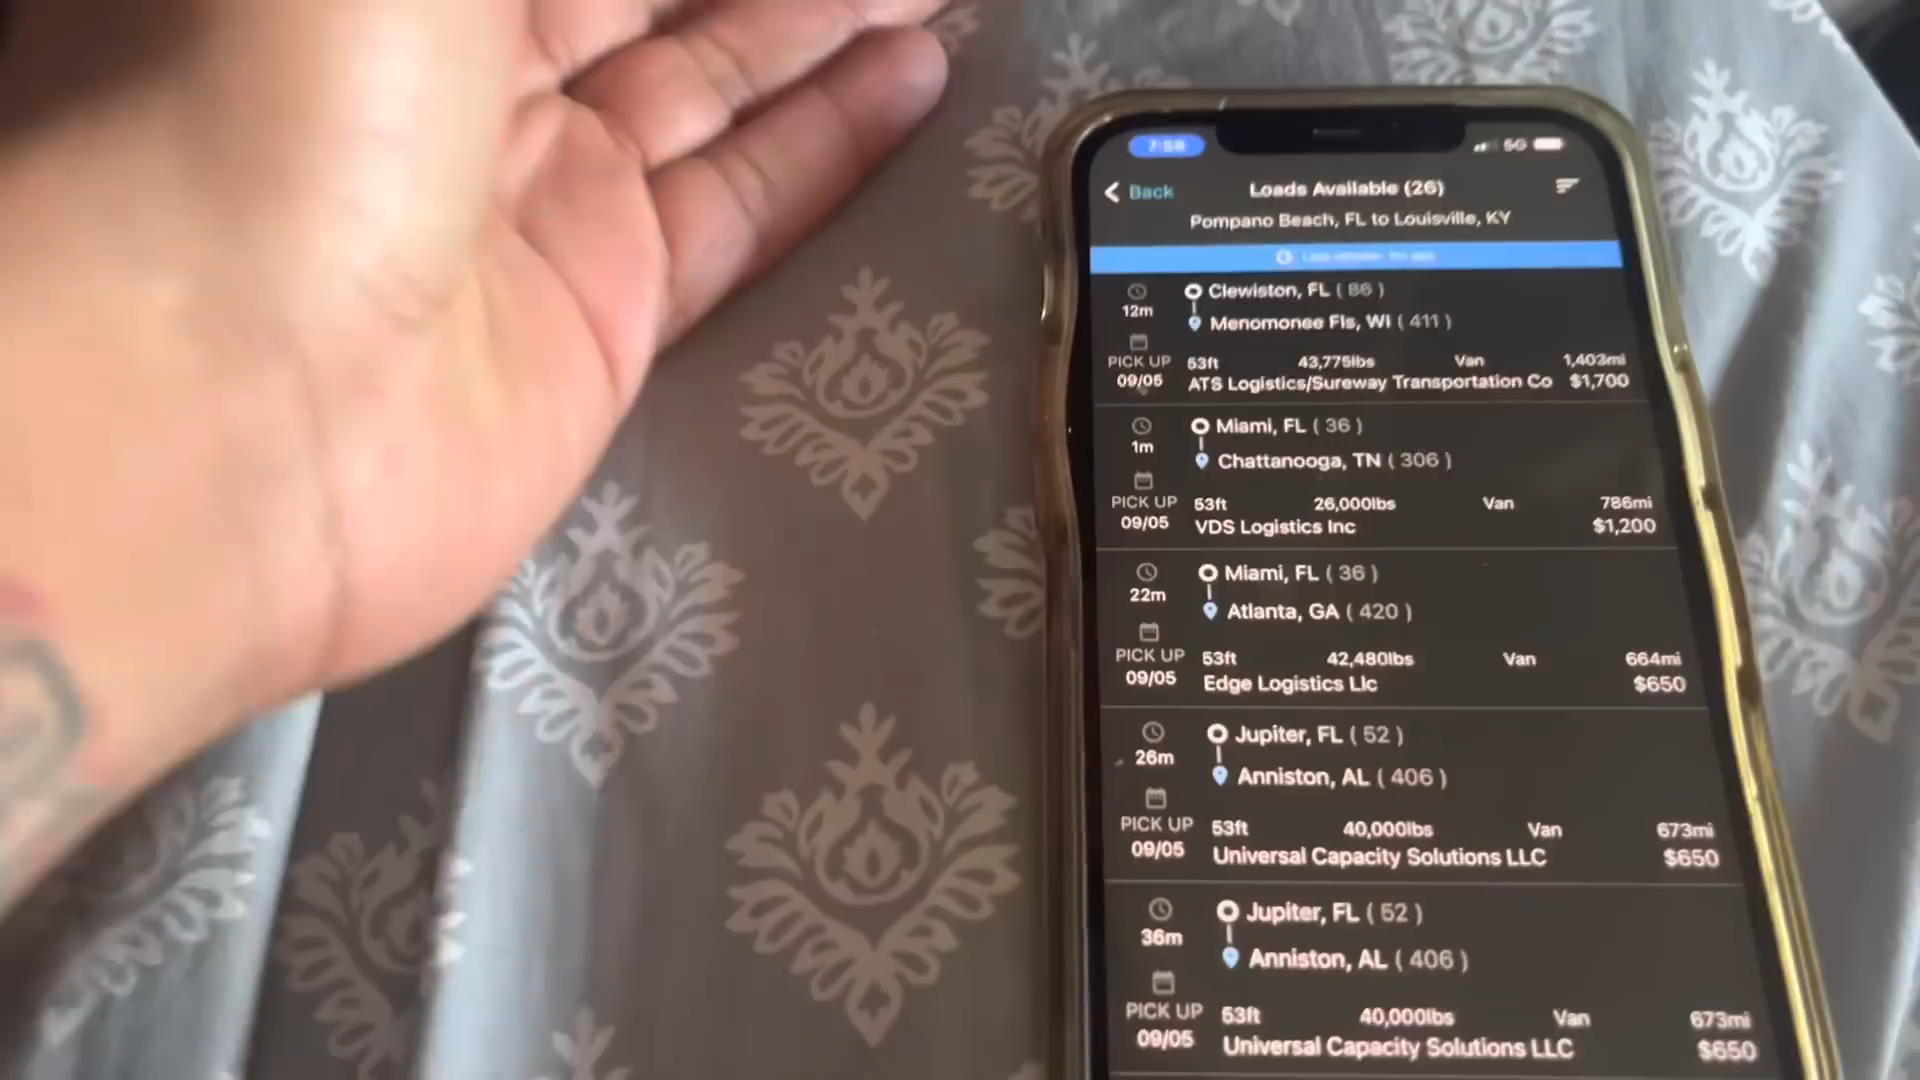 7:58
5G
Back
Loads Available (26)
Pompano Beach, FL to Louisville, KY
12m
Clewiston, FL ( 86 )
Menomonee Fls, WI ( 411 )
PICK UP
09/05
53ft 43,775lbs Van 1,403mi
ATS Logistics/Sureway Transportation Co $1,700
1m
Miami, FL ( 36 )
Chattanooga, TN ( 306 )
PICK UP
09/05
53ft 26,000lbs Van 786mi
VDS Logistics Inc $1,200
22m
Miami, FL ( 36 )
Atlanta, GA ( 420 )
PICK UP
09/05
53ft 42,480lbs Van 664mi
Edge Logistics Llc $650
26m
Jupiter, FL ( 52 )
Anniston, AL ( 406 )
PICK UP
09/05
53ft 40,000lbs Van 673mi
Universal Capacity Solutions LLC $650
36m
Jupiter, FL ( 52 )
Anniston, AL ( 406 )
PICK UP
09/05
53ft 40,000lbs Van 673mi
Universal Capacity Solutions LLC $650